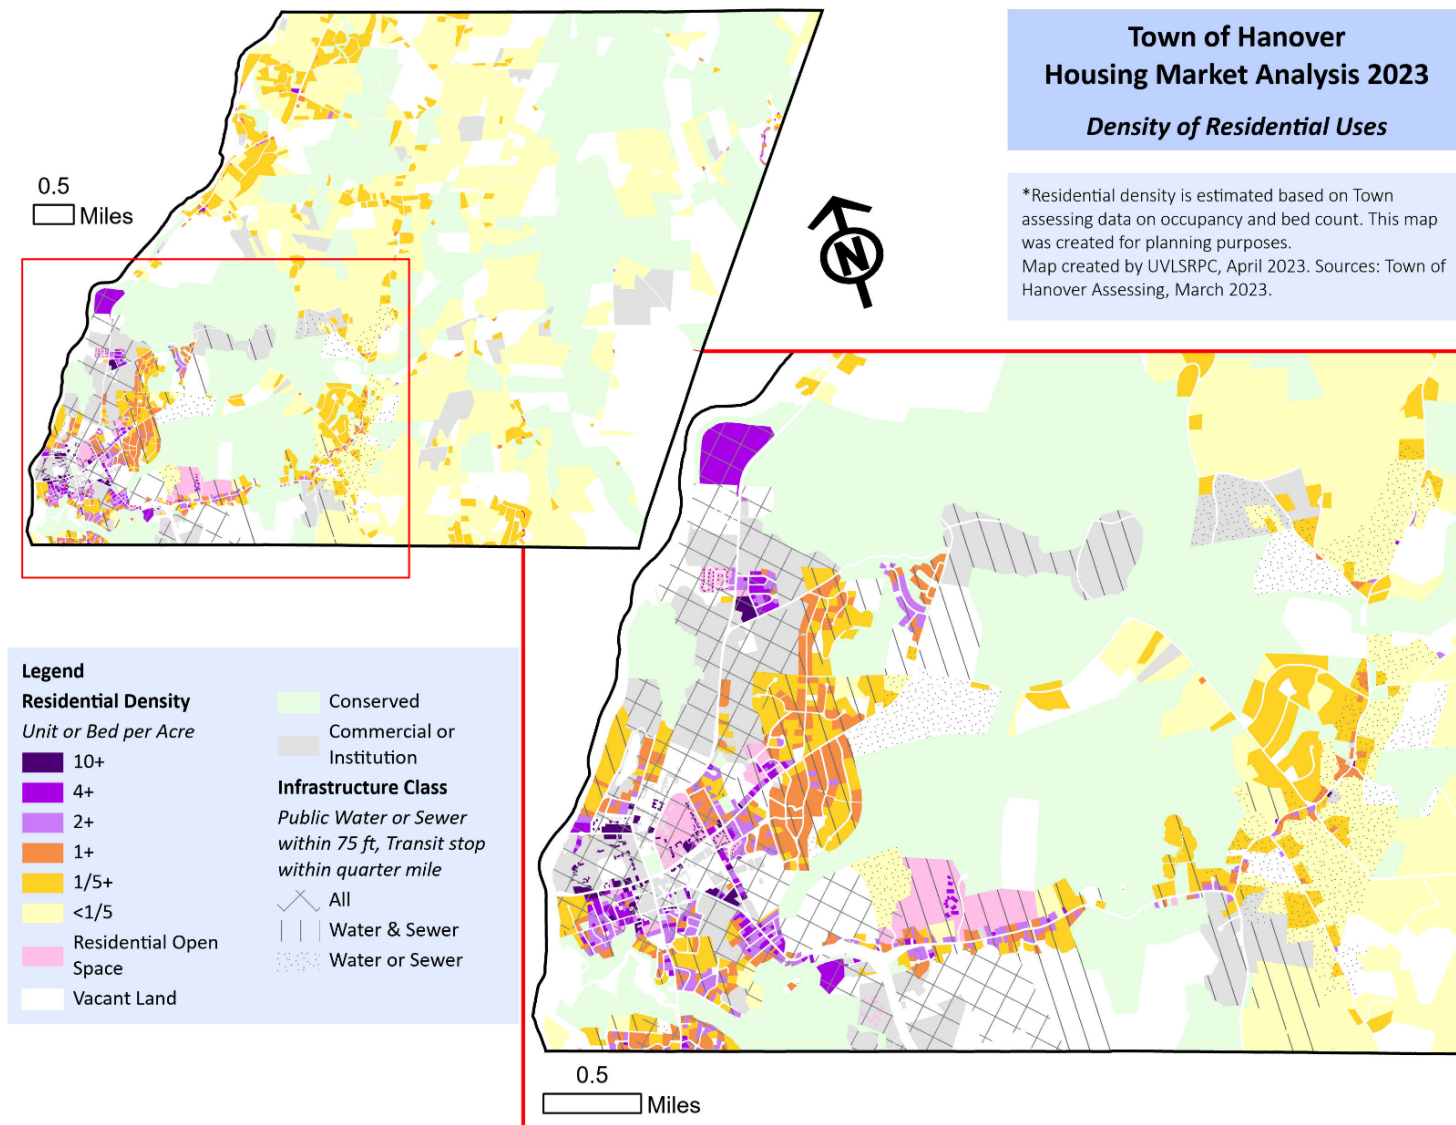 Town of Hanover
Housing Market Analysis 2023
Density of Residential Uses
*Residential density is estimated based on Town
assessing data on occupancy and bed count. This map
was created for planning purposes.
Map created by UVLSRPC, April 2023. Sources: Town of
Hanover Assessing, March 2023.
0.5
Miles
N
Legend
Residential Density
Unit or Bed per Acre
10+
4+
2+
1+
1/5+
<1/5
Residential Open
Space
Vacant Land
Conserved
Commercial or
Institution
Infrastructure Class
Public Water or Sewer
within 75 ft, Transit stop
within quarter mile
All
Water & Sewer
Water or Sewer
0.5
Miles